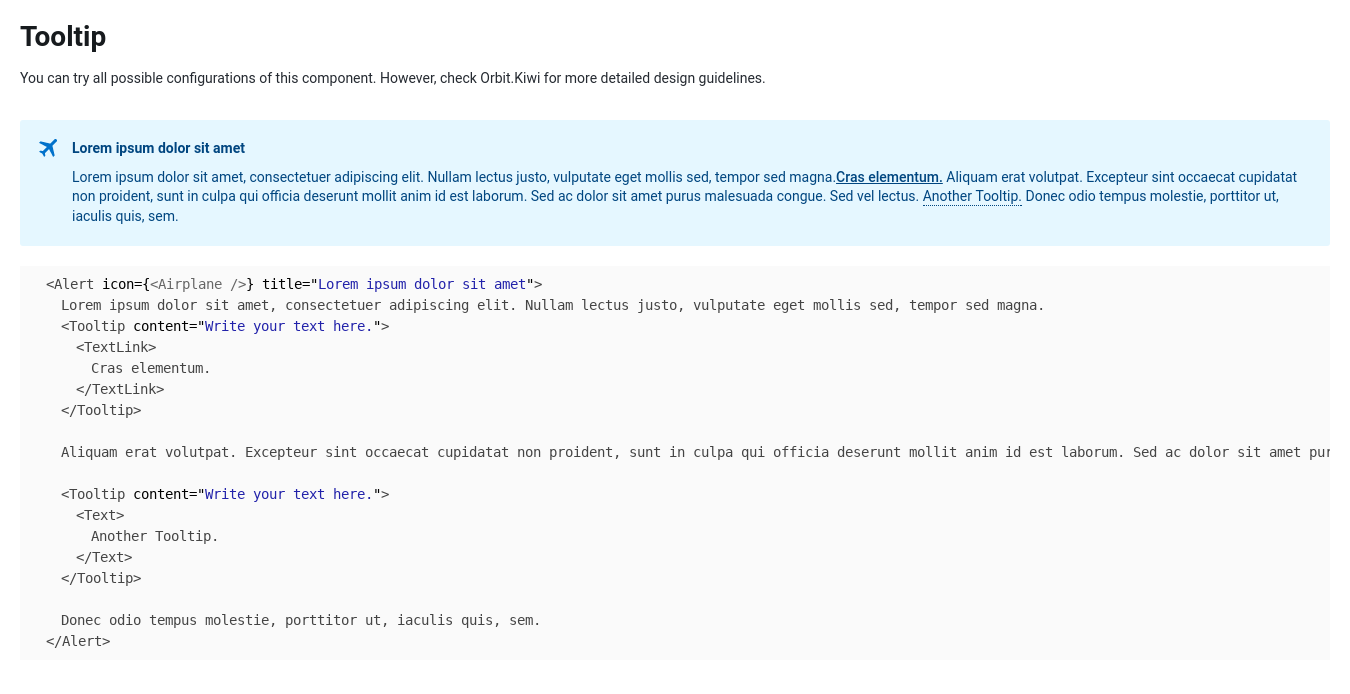 Tooltip
You can try all possible configurations of this component. However, check Orbit.Kiwi for more detailed design guidelines.
Lorem ipsum dolor sit amet
Lorem ipsum dolor sit amet, consectetuer adipiscing elit. Nullam lectus justo, vulputate eget mollis sed, tempor sed magna.Cras elementum. Aliquam erat volutpat. Excepteur sint occaecat cupidatat
non proident, sunt in culpa qui officia deserunt mollit anim id est laborum. Sed ac dolor sit amet purus malesuada congue. Sed vel lectus. Another Tooltip. Donec odio tempus molestie, porttitor ut,
iaculis quis, sem.
<Alert icon={<Airplane />} title="Lorem ipsum dolor sit amet">
Lorem ipsum dolor sit amet, consectetuer adipiscing elit. Nullam lectus justo, vulputate eget mollis sed, tempor sed magna.
<Tooltip content="Write your text here.">
<TextLink>
Cras elementum.
</TextLink>
</Tooltip>
Aliquam erat volutpat. Excepteur sint occaecat cupidatat non proident, sunt in culpa qui officia deserunt mollit anim id est laborum. Sed ac dolor sit amet pur
<Tooltip content="Write your text here.">
<Text>
Another Tooltip.
</Text>
</Tooltip>
Donec odio tempus molestie, porttitor ut, iaculis quis, sem.
</Alert>